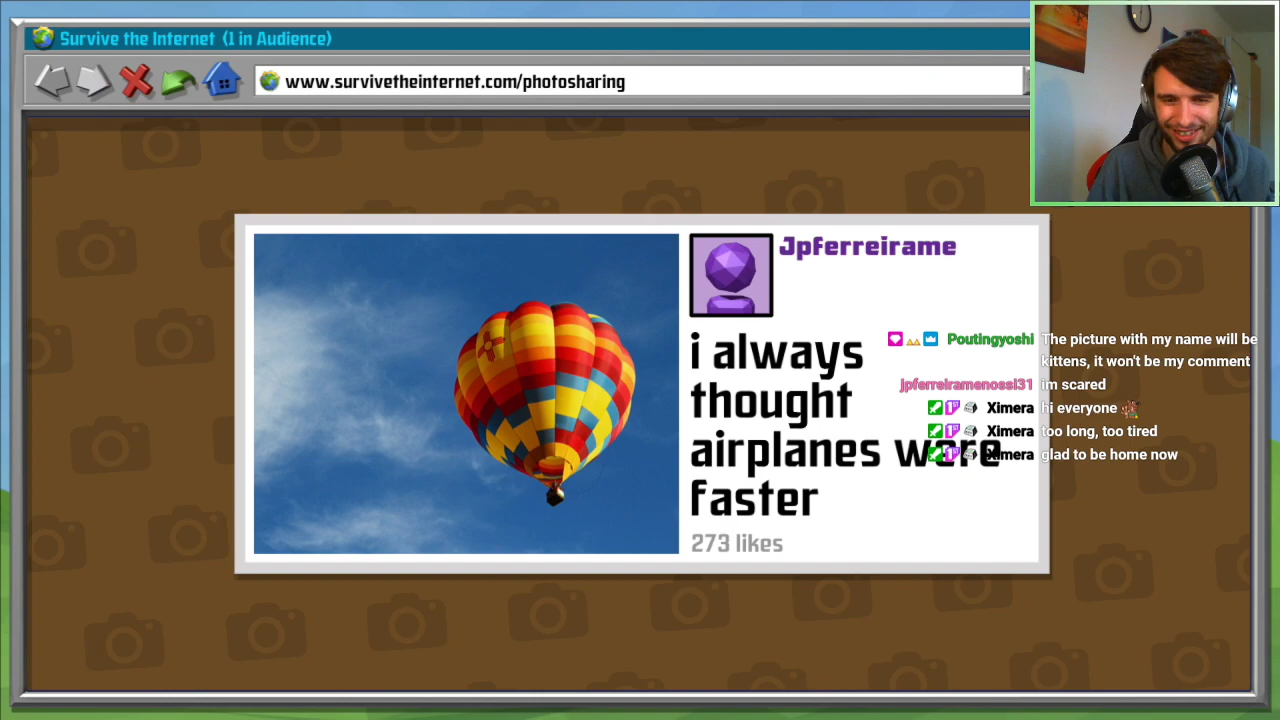 Survive the Internet (1 in Audience)
www.survivetheinternet.com/photosharing
Jpferreirame
i always
thought
airplanes were
faster
273 likes
Poutingyoshi The picture with my name will be
kittens, it won't be my comment
jpferreiramenossi31 im scared
Ximera hi everyone
Ximera too long, too tired
Ximera glad to be home now